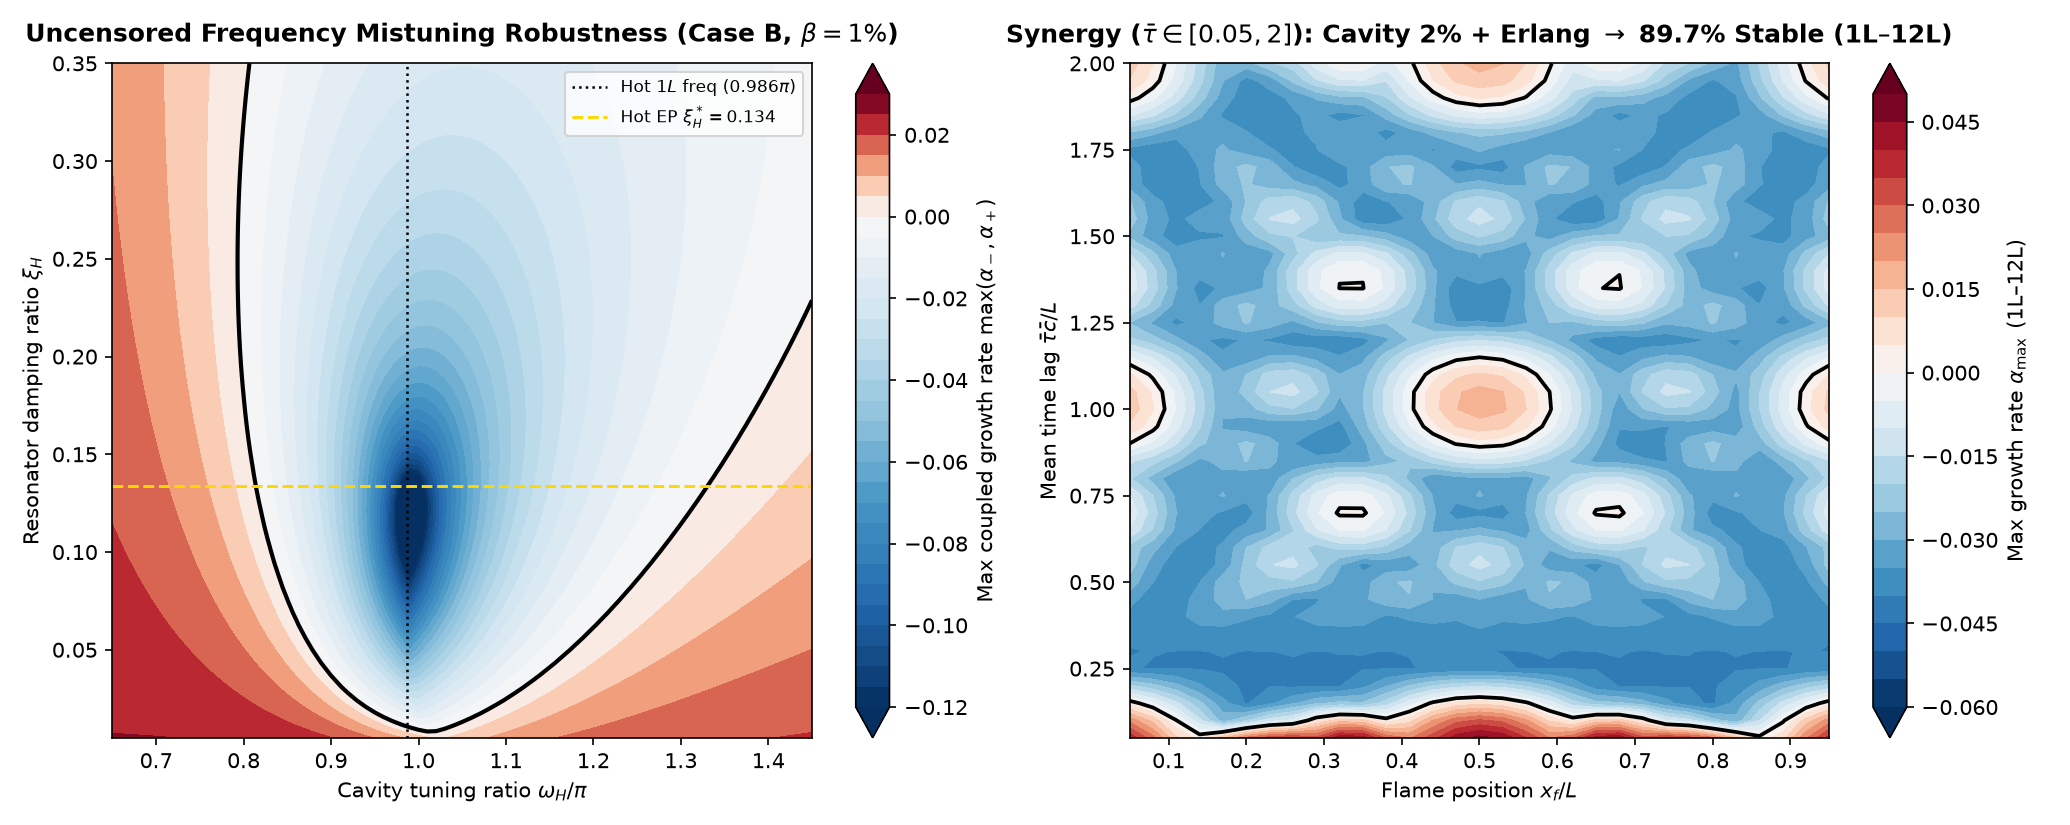 Uncensored Frequency Mistuning Robustness (Case B, β = 1%)
Hot 1L freq (0.986π)
Hot EP ξ*_H = 0.134
0.35
0.30
0.25
0.20
0.15
0.10
0.05
Resonator damping ratio ξ_H
0.7 0.8 0.9 1.0 1.1 1.2 1.3 1.4
Cavity tuning ratio ω_H/π
0.02
0.00
−0.02
−0.04
−0.06
−0.08
−0.10
−0.12
Max coupled growth rate max(α_−, α_+)
Synergy (τ̄ ∈ [0.05, 2]): Cavity 2% + Erlang → 89.7% Stable (1L–12L)
2.00
1.75
1.50
1.25
1.00
0.75
0.50
0.25
Mean time lag τ̄c̄/L
0.1 0.2 0.3 0.4 0.5 0.6 0.7 0.8 0.9
Flame position x_f/L
0.045
0.030
0.015
0.000
−0.015
−0.030
−0.045
−0.060
Max growth rate α_max (1L–12L)